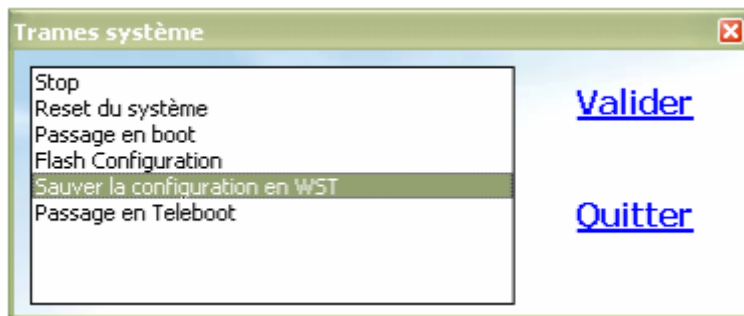 Trames système
Stop
Reset du système
Passage en boot
Flash Configuration
Sauver la configuration en WST
Passage en Teleboot
Valider
Quitter